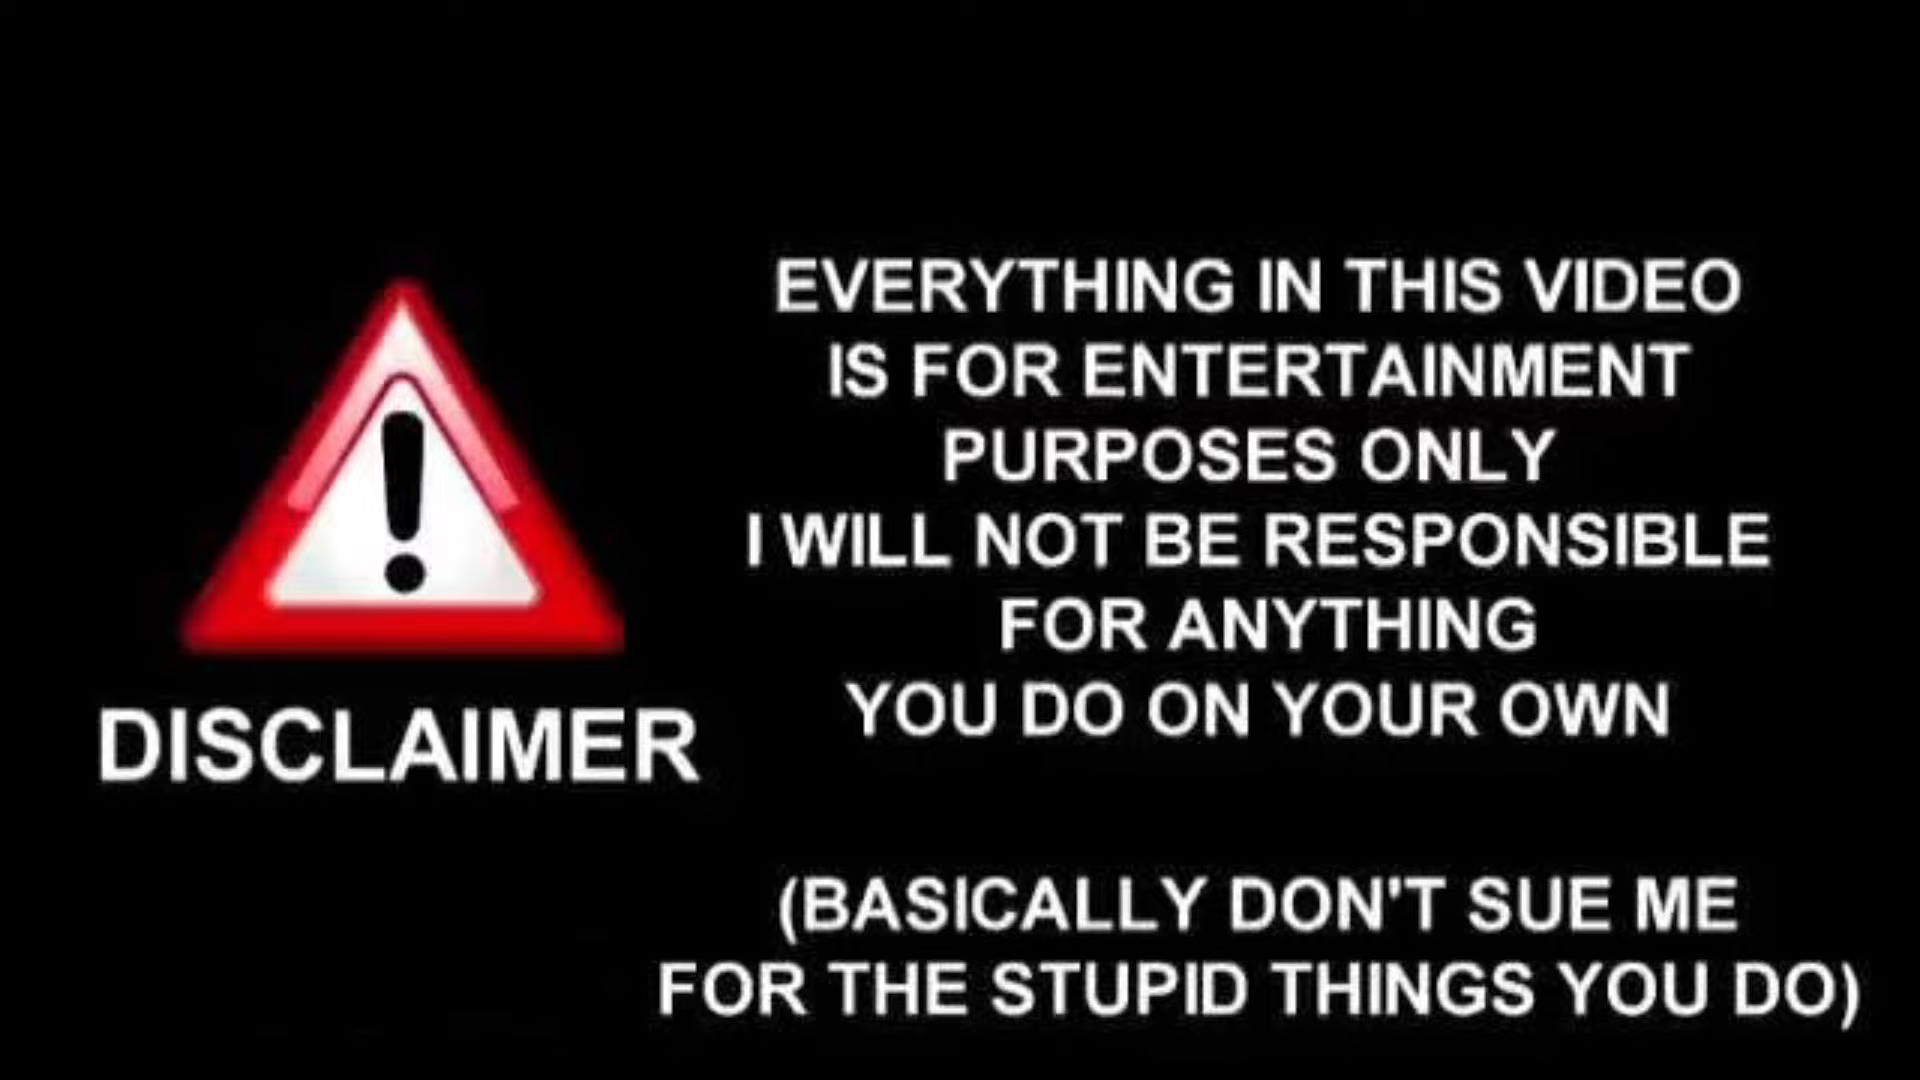 DISCLAIMER
EVERYTHING IN THIS VIDEO
IS FOR ENTERTAINMENT
PURPOSES ONLY
I WILL NOT BE RESPONSIBLE
FOR ANYTHING
YOU DO ON YOUR OWN
(BASICALLY DON'T SUE ME
FOR THE STUPID THINGS YOU DO)